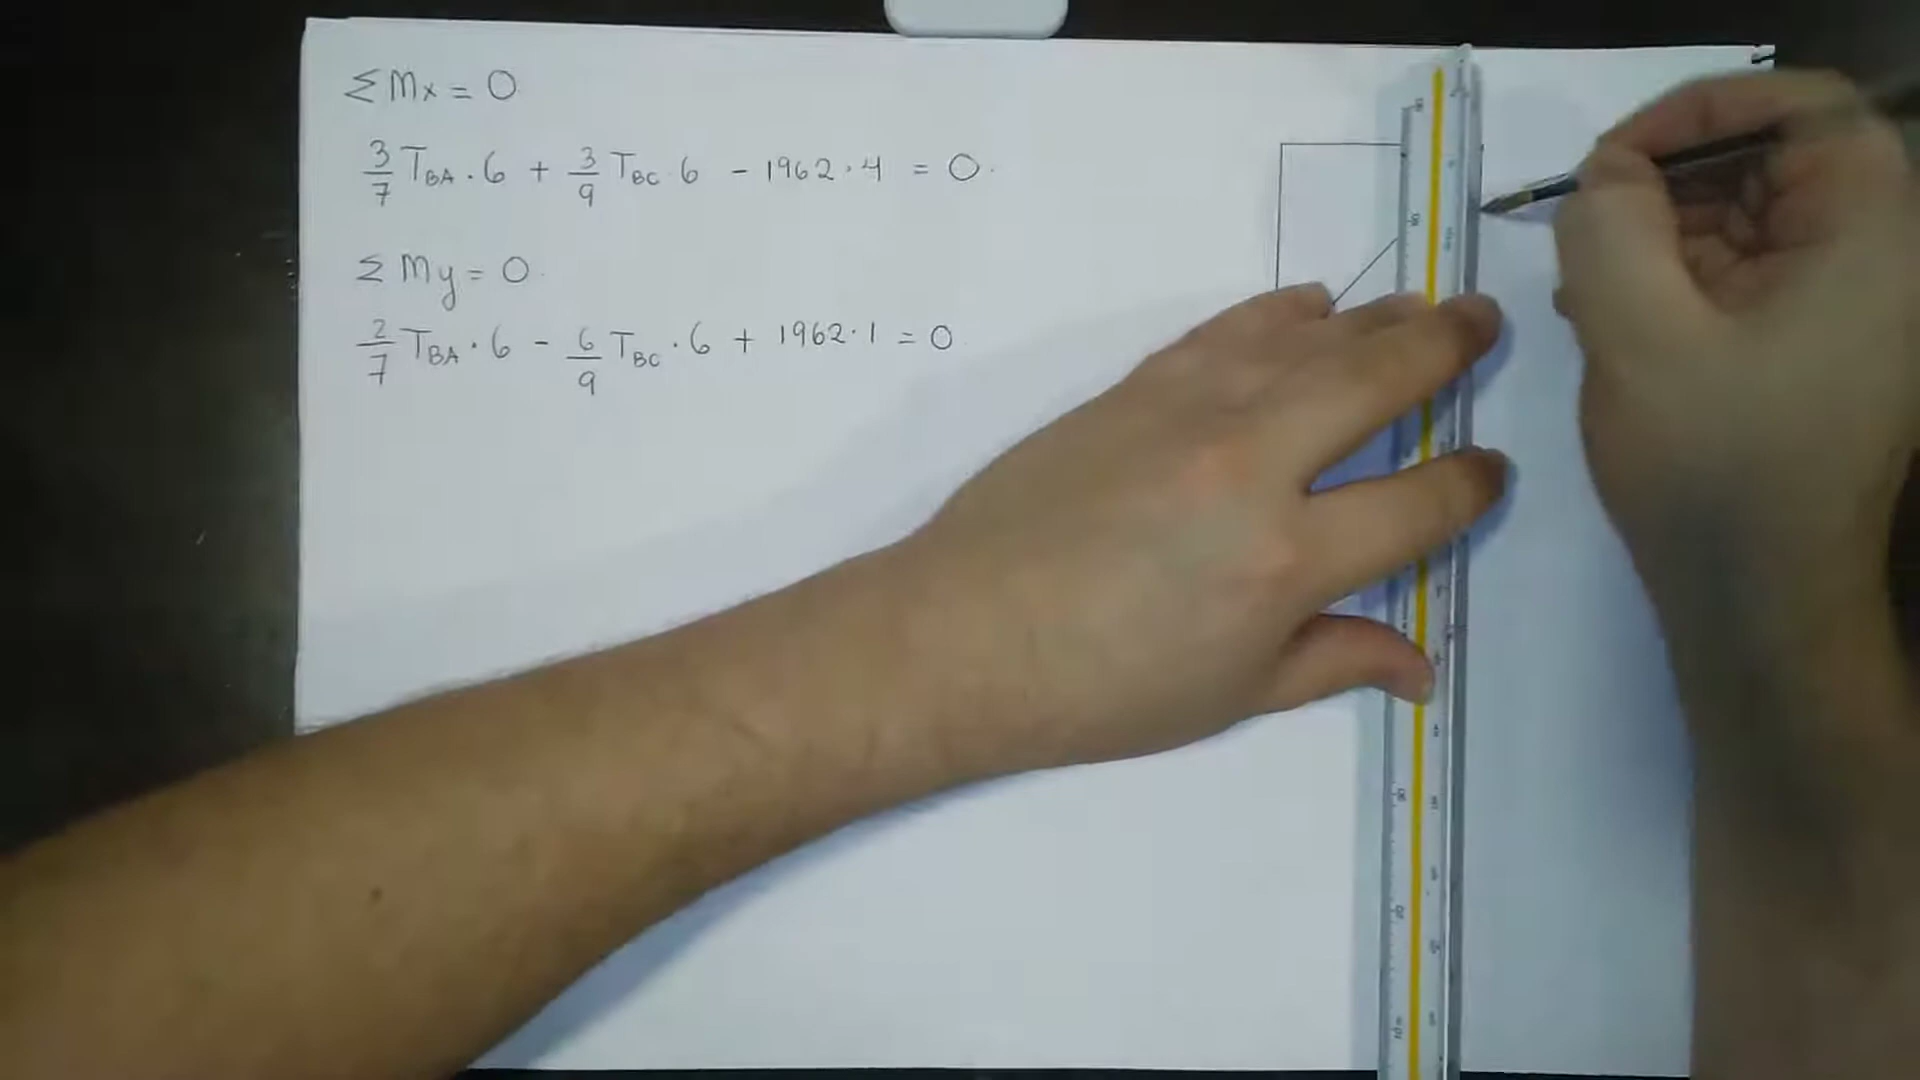 ΣMx = 0
3/7 TBA . 6 + 3/9 TBC . 6 - 1962 . 4 = 0.
ΣMy = 0.
2/7 TBA . 6 - 6/9 TBC . 6 + 1962 . 1 = 0